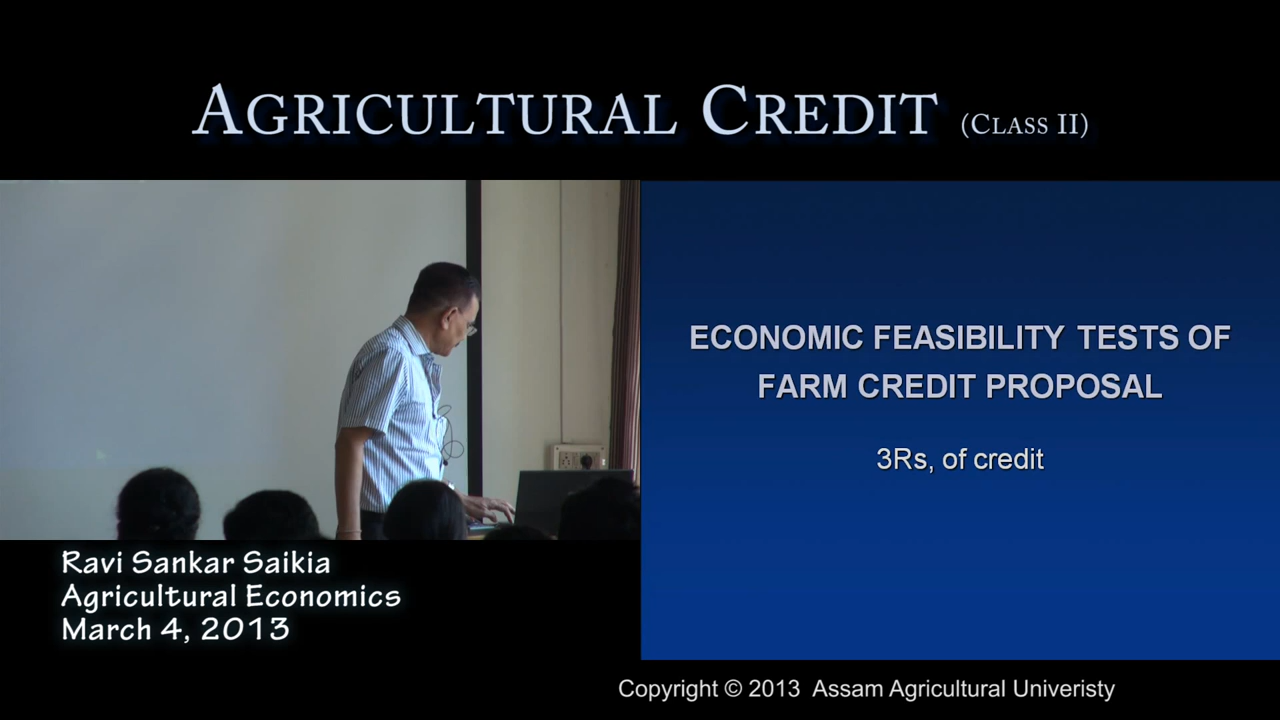 AGRICULTURAL CREDIT (CLASS II)
ECONOMIC FEASIBILITY TESTS OF
FARM CREDIT PROPOSAL
3Rs, of credit
Ravi Sankar Saikia
Agricultural Economics
March 4, 2013
Copyright © 2013 Assam Agricultural Univeristy